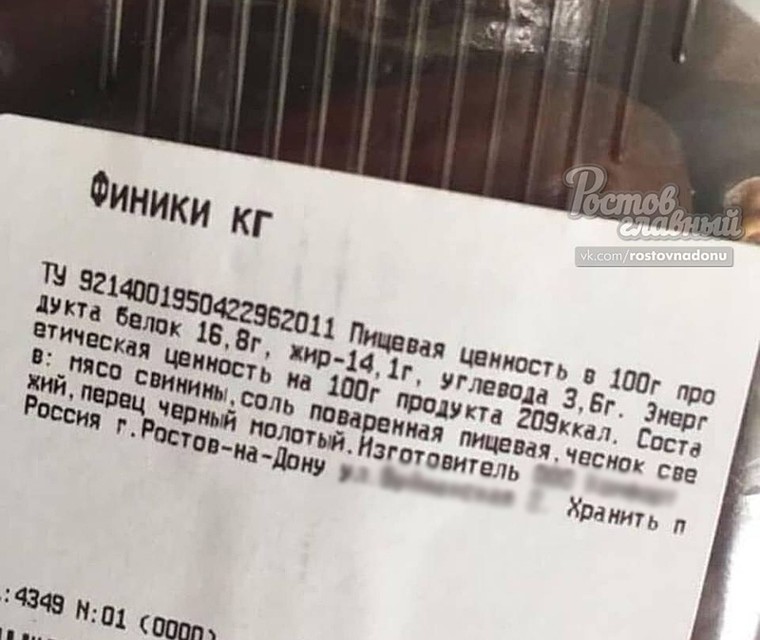 Ростов
главный
vk.com/rostovnadonu
Финики кг
ТУ 9214001950422962011 Пищевая ценность в 100г про
дукта белок 16,8г, жир-14,1г, углевода 3,6г. Энерг
етическая ценность на 100г продукта 209ккал. Соста
в: мясо свинины,соль поваренная пищевая,чеснок све
жий,перец черный молотый.Изготовитель
Россия г.Ростов-на-Дону Хранить п
.:4349 N:01 (0000)